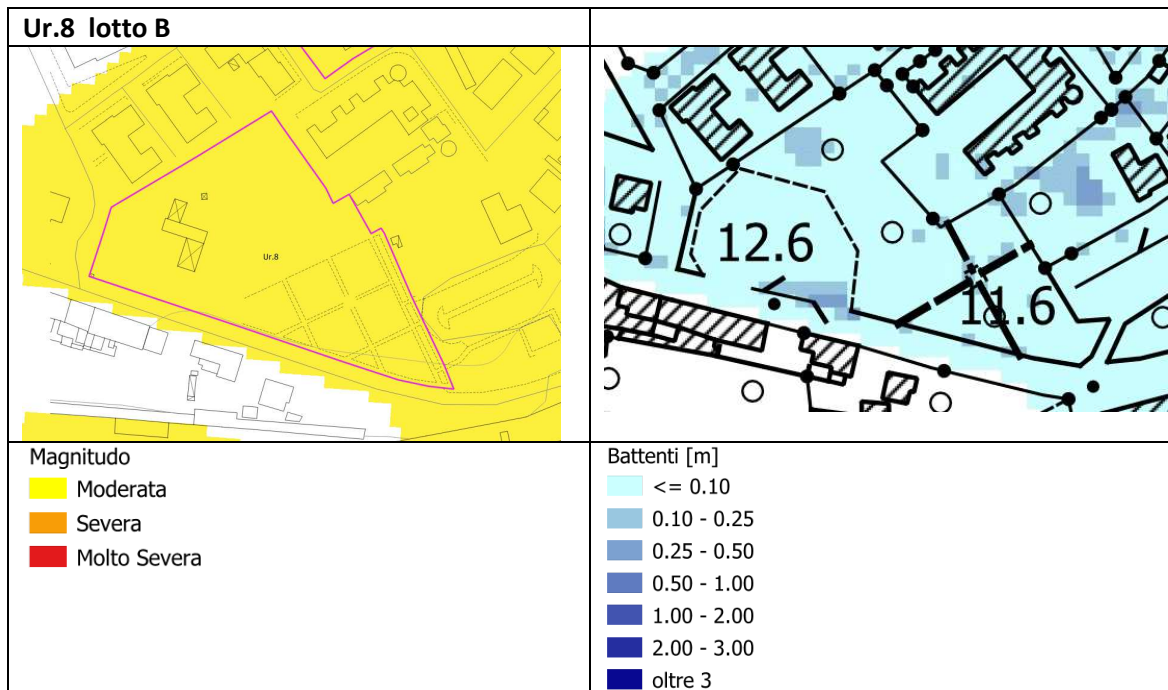 Ur.8 lotto B
Ur.8
12.6
11.6
Magnitudo
Moderata
Severa
Molto Severa
Battenti [m]
<= 0.10
0.10 - 0.25
0.25 - 0.50
0.50 - 1.00
1.00 - 2.00
2.00 - 3.00
oltre 3